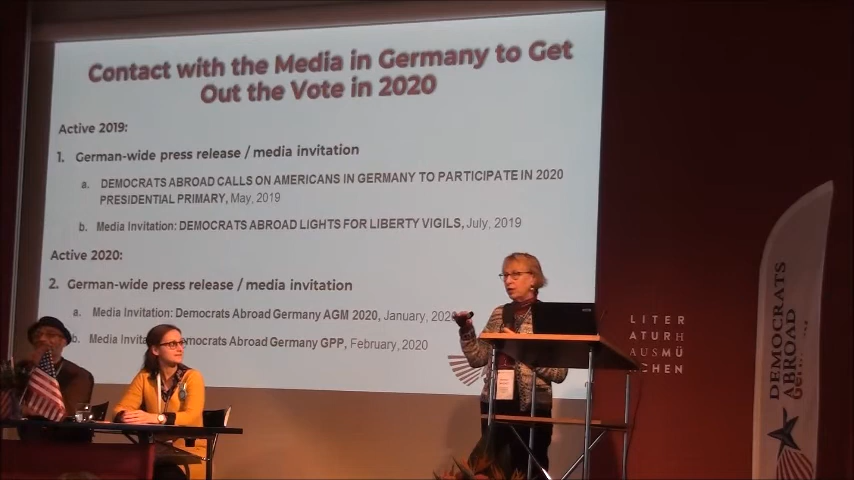 Contact with the Media in Germany to Get
Out the Vote in 2020
Active 2019:
1. German-wide press release / media invitation
a. DEMOCRATS ABROAD CALLS ON AMERICANS IN GERMANY TO PARTICIPATE IN 2020
PRESIDENTIAL PRIMARY, May, 2019
b. Media Invitation: DEMOCRATS ABROAD LIGHTS FOR LIBERTY VIGILS, July, 2019
Active 2020:
2. German-wide press release / media invitation
a. Media Invitation: Democrats Abroad Germany AGM 2020, January, 2020
b. Media Democrats Abroad Germany GPP, February, 2020
LITER
ATURH
AUSMÜ
CHEN
DEMOCRATS
ABROAD